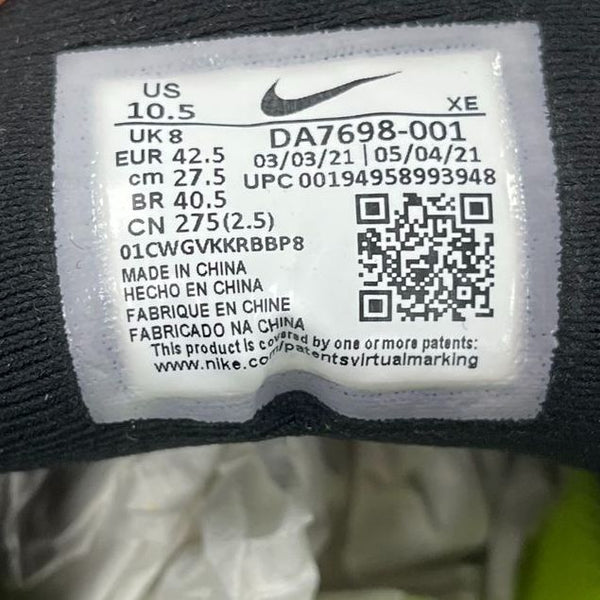 US
10.5
XE
UK 8
DA7698-001
EUR 42.5
03/03/21 | 05/04/21
cm 27.5
UPC 00194958993948
BR 40.5
CN 275(2.5)
01CWGVKKRBBP8
MADE IN CHINA
HECHO EN CHINA
FABRIQUE EN CHINE
FABRICADO NA CHINA
This product is covered by one or more patents:
www.nike.com/patentsvirtualmarking